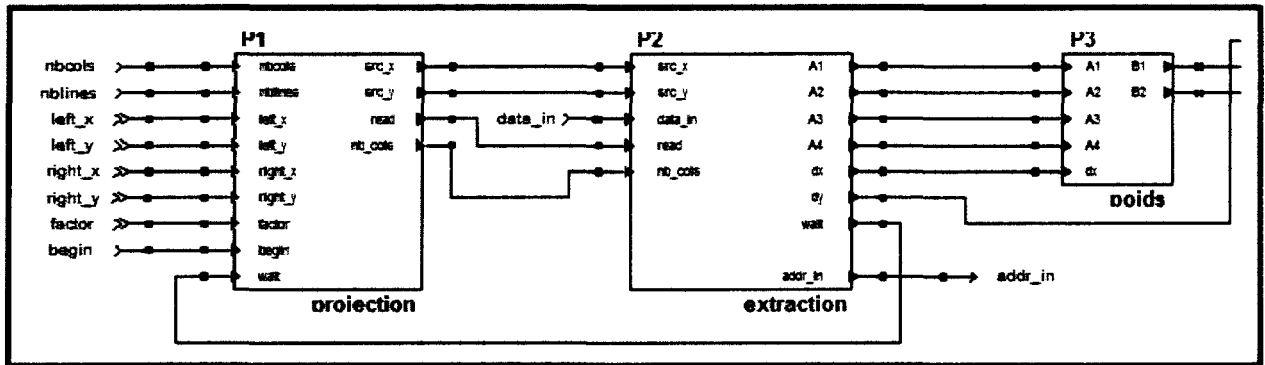 P1 P2 P3
nbcols nbcols src_x src_x A1 A1 B1
nblines nblines src_y src_y A2 A2 B2
left_x left_x read data_in data_in A3 A3
left_y left_y nb_cols read A4 A4
right_x right_x nb_cols dx dx
right_y right_y dy poids
factor factor wait
begin begin
wait addr_in addr_in
projection extraction